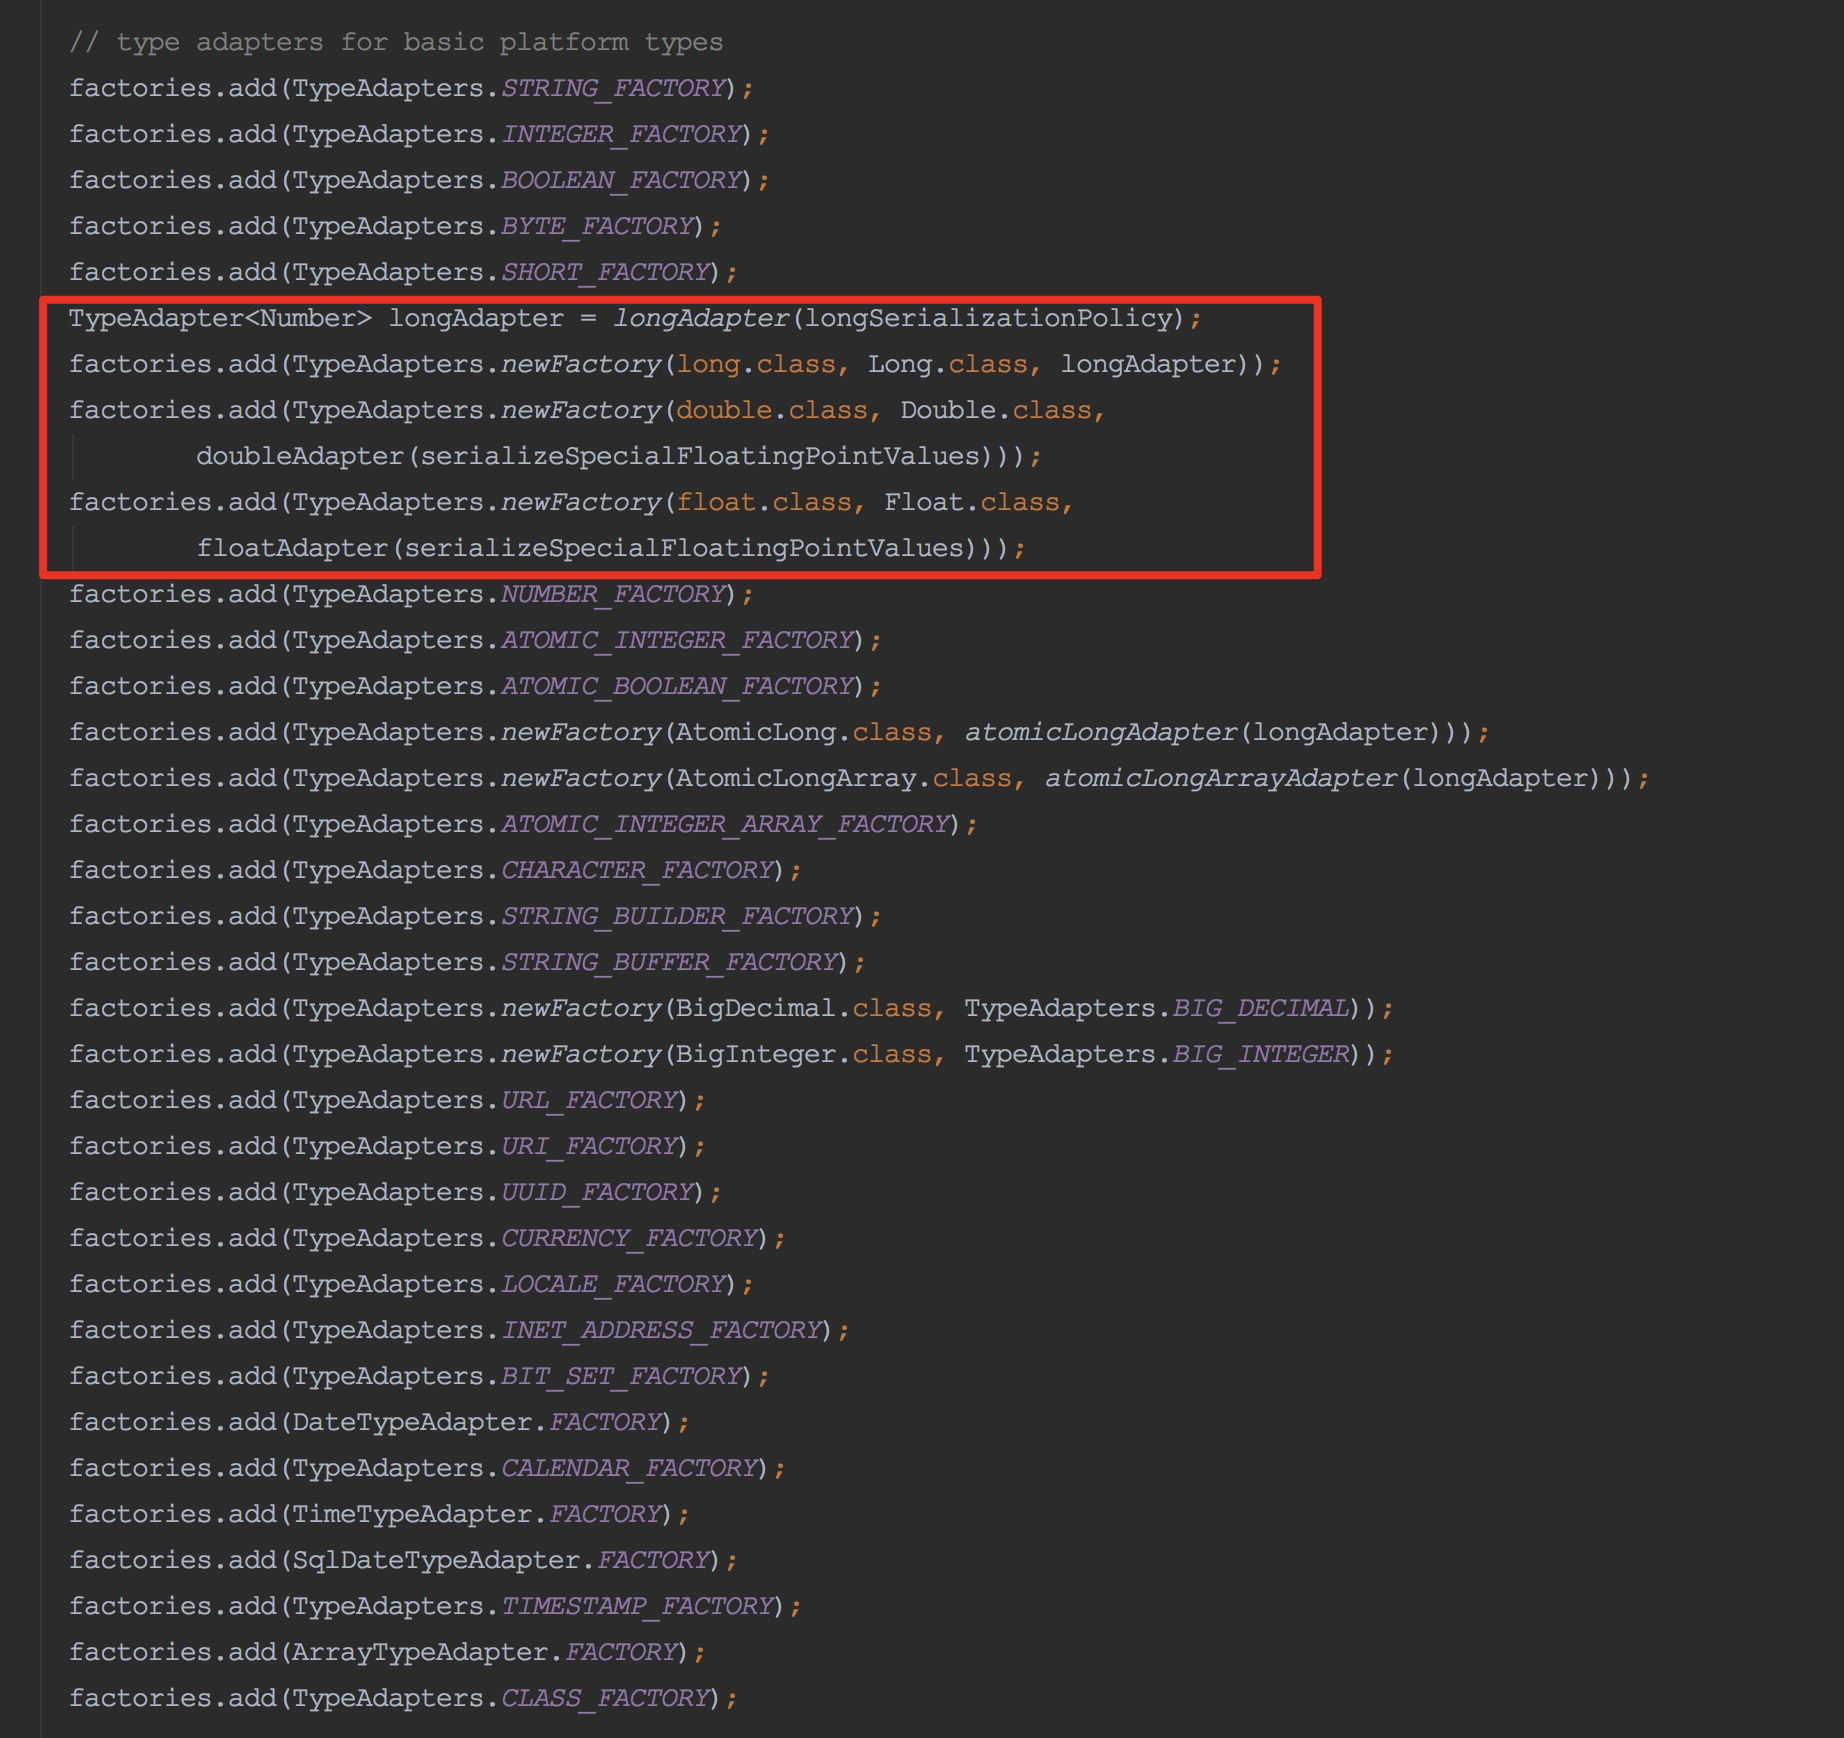 // type adapters for basic platform types
factories.add(TypeAdapters.STRING_FACTORY);
factories.add(TypeAdapters.INTEGER_FACTORY);
factories.add(TypeAdapters.BOOLEAN_FACTORY);
factories.add(TypeAdapters.BYTE_FACTORY);
factories.add(TypeAdapters.SHORT_FACTORY);
TypeAdapter<Number> longAdapter = longAdapter(longSerializationPolicy);
factories.add(TypeAdapters.newFactory(long.class, Long.class, longAdapter));
factories.add(TypeAdapters.newFactory(double.class, Double.class,
doubleAdapter(serializeSpecialFloatingPointValues)));
factories.add(TypeAdapters.newFactory(float.class, Float.class,
floatAdapter(serializeSpecialFloatingPointValues)));
factories.add(TypeAdapters.NUMBER_FACTORY);
factories.add(TypeAdapters.ATOMIC_INTEGER_FACTORY);
factories.add(TypeAdapters.ATOMIC_BOOLEAN_FACTORY);
factories.add(TypeAdapters.newFactory(AtomicLong.class, atomicLongAdapter(longAdapter)));
factories.add(TypeAdapters.newFactory(AtomicLongArray.class, atomicLongArrayAdapter(longAdapter)));
factories.add(TypeAdapters.ATOMIC_INTEGER_ARRAY_FACTORY);
factories.add(TypeAdapters.CHARACTER_FACTORY);
factories.add(TypeAdapters.STRING_BUILDER_FACTORY);
factories.add(TypeAdapters.STRING_BUFFER_FACTORY);
factories.add(TypeAdapters.newFactory(BigDecimal.class, TypeAdapters.BIG_DECIMAL));
factories.add(TypeAdapters.newFactory(BigInteger.class, TypeAdapters.BIG_INTEGER));
factories.add(TypeAdapters.URL_FACTORY);
factories.add(TypeAdapters.URI_FACTORY);
factories.add(TypeAdapters.UUID_FACTORY);
factories.add(TypeAdapters.CURRENCY_FACTORY);
factories.add(TypeAdapters.LOCALE_FACTORY);
factories.add(TypeAdapters.INET_ADDRESS_FACTORY);
factories.add(TypeAdapters.BIT_SET_FACTORY);
factories.add(DateTypeAdapter.FACTORY);
factories.add(TypeAdapters.CALENDAR_FACTORY);
factories.add(TimeTypeAdapter.FACTORY);
factories.add(SqlDateTypeAdapter.FACTORY);
factories.add(TypeAdapters.TIMESTAMP_FACTORY);
factories.add(ArrayTypeAdapter.FACTORY);
factories.add(TypeAdapters.CLASS_FACTORY);